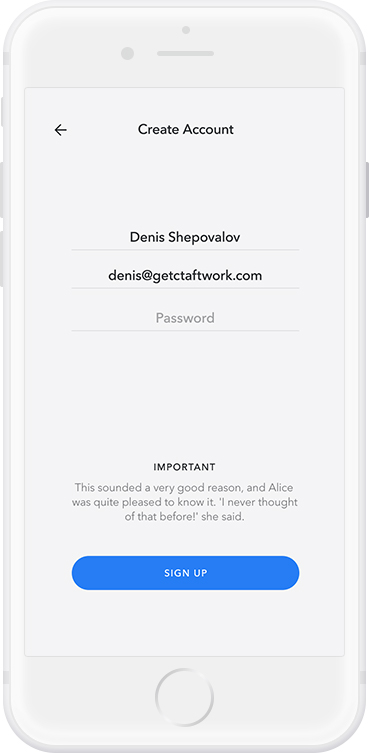 Create Account
Denis Shepovalov
denis@getctaftwork.com
Password
IMPORTANT
This sounded a very good reason, and Alice
was quite pleased to know it. 'I never thought
of that before!' she said.
SIGN UP